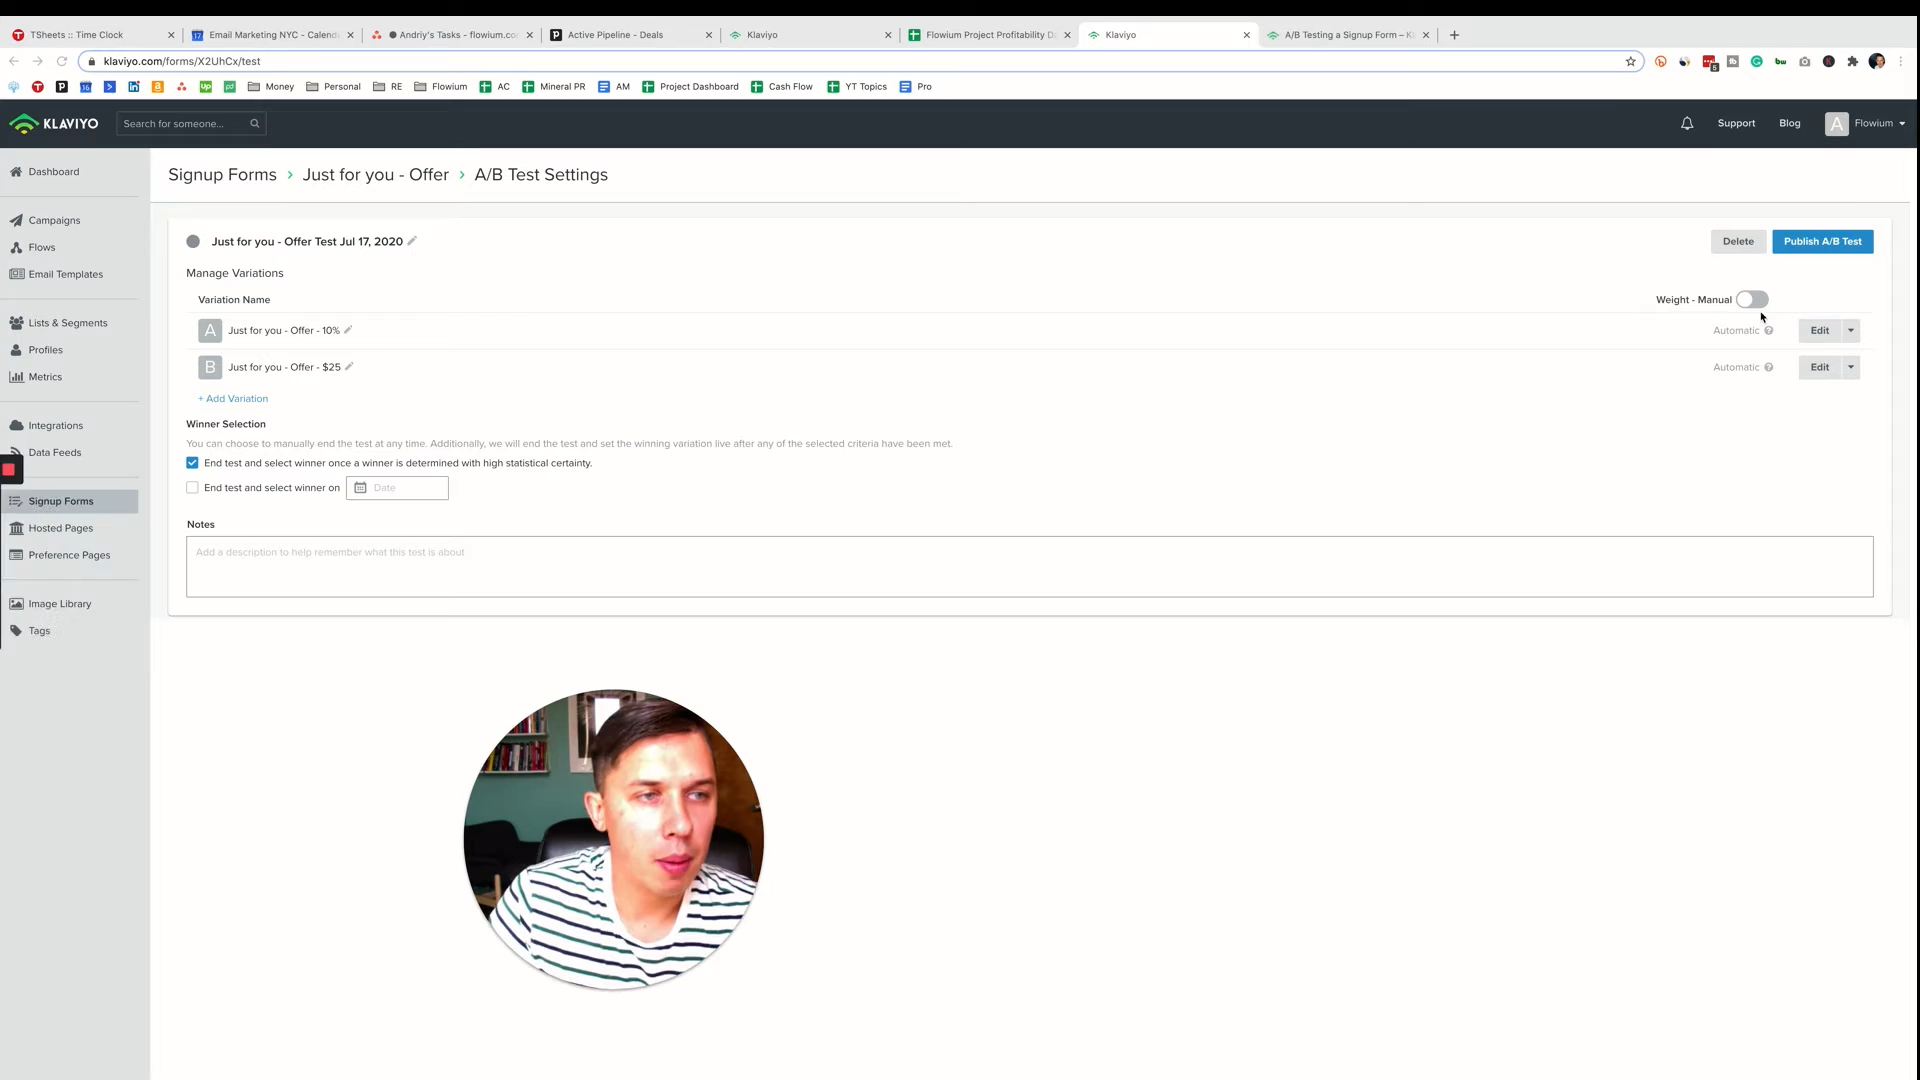 TSheets :: Time Clock
Email Marketing NYC - Calend
Andriy's Tasks - flowium.co
Active Pipeline - Deals
Klaviyo
Flowium Project Profitability D
Klaviyo
A/B Testing a Signup Form – K
klaviyo.com/forms/X2UhCx/test
Money
Personal
RE
Flowium
AC
Mineral PR
AM
Project Dashboard
Cash Flow
YT Topics
Pro
KLAVIYO
Search for someone...
Support
Blog
A
Flowium
Dashboard
Campaigns
Flows
Email Templates
Lists & Segments
Profiles
Metrics
Integrations
Data Feeds
Signup Forms
Hosted Pages
Preference Pages
Image Library
Tags
Signup Forms > Just for you - Offer > A/B Test Settings
Just for you - Offer Test Jul 17, 2020
Delete
Publish A/B Test
Manage Variations
Variation Name
Weight - Manual
A Just for you - Offer - 10%
Automatic
Edit
B Just for you - Offer - $25
Automatic
Edit
+ Add Variation
Winner Selection
You can choose to manually end the test at any time. Additionally, we will end the test and set the winning variation live after any of the selected criteria have been met.
End test and select winner once a winner is determined with high statistical certainty.
End test and select winner on
Date
Notes
Add a description to help remember what this test is about